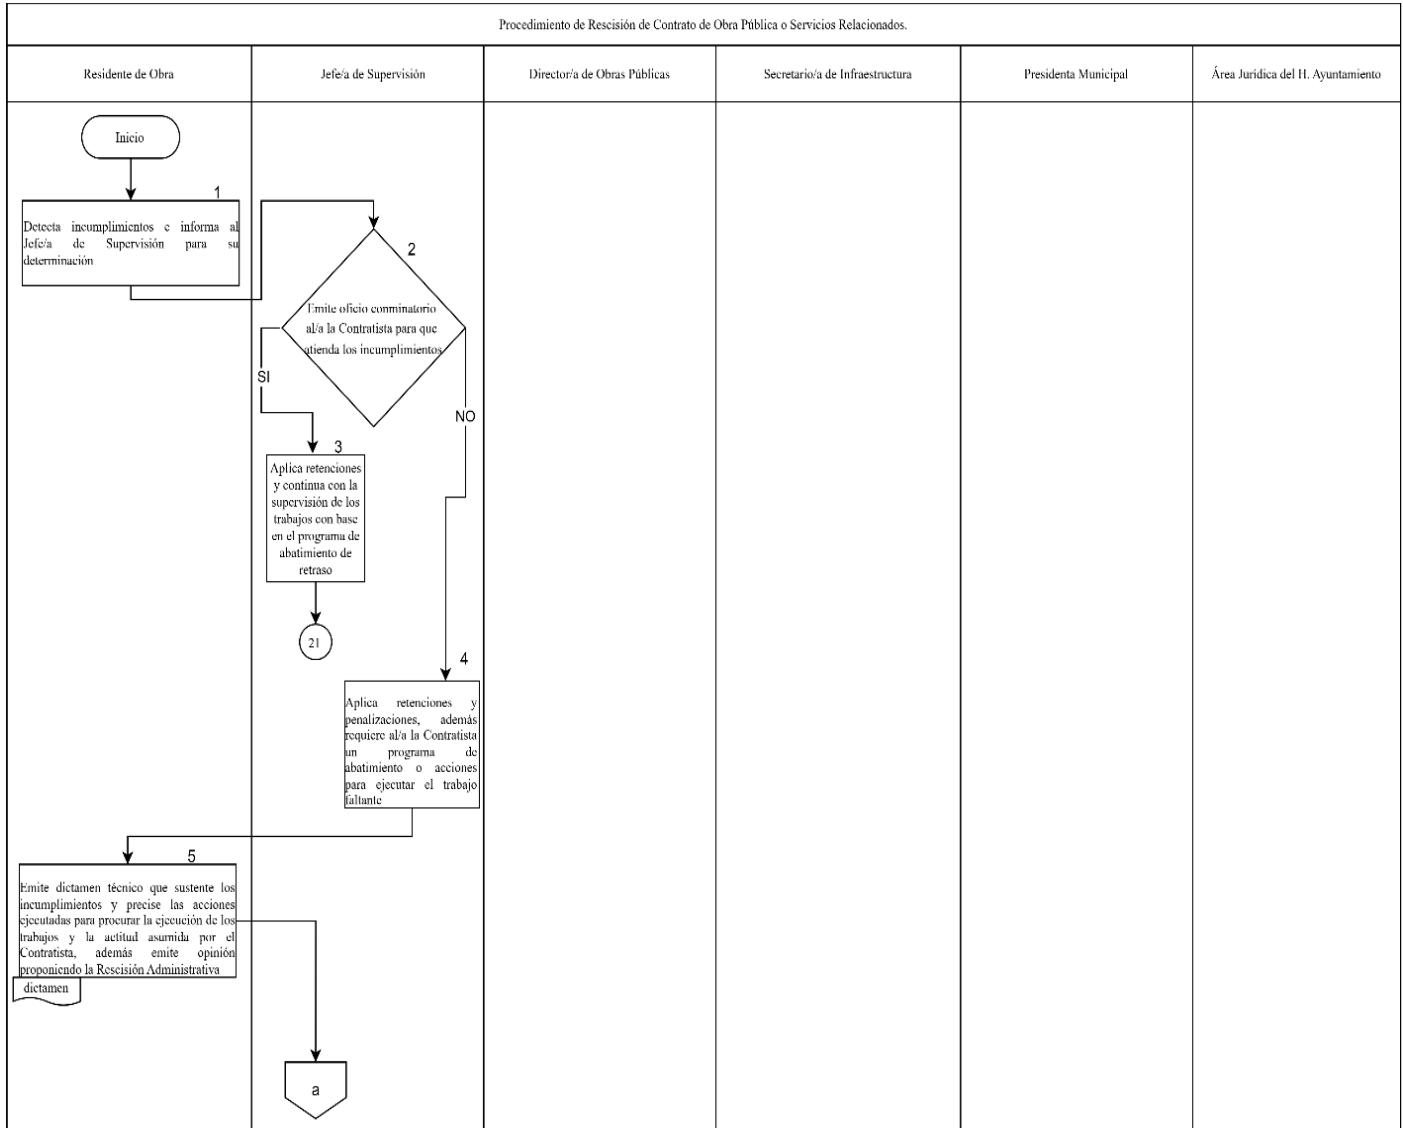 Procedimiento de Rescisión de Contrato de Obra Pública o Servicios Relacionados.
Residente de Obra
Jefe/a de Supervisión
Director/a de Obras Públicas
Secretario/a de Infraestructura
Presidenta Municipal
Área Jurídica del H. Ayuntamiento
Inicio
1
Detecta incumplimientos e informa al
Jefe/a de Supervisión para su
determinación
2
Emite oficio conminatorio
al/a la Contratista para que
atienda los incumplimientos
SI
NO
3
Aplica retenciones
y continua con la
supervisión de los
trabajos con base
en el programa de
abatimiento de
retraso
21
4
Aplica retenciones y
penalizaciones, además
requiere al/a la Contratista
un programa de
abatimiento o acciones
para ejecutar el trabajo
faltante
5
Emite dictamen técnico que sustente los
incumplimientos y precise las acciones
ejecutadas para procurar la ejecución de los
trabajos y la actitud asumida por el
Contratista, además emite opinión
proponiendo la Rescisión Administrativa
dictamen
a